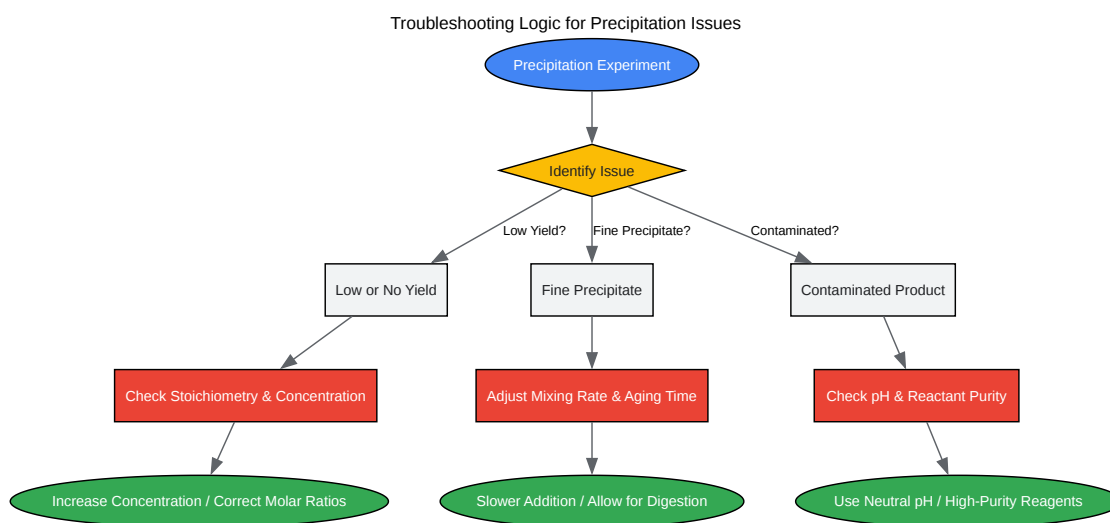 Troubleshooting Logic for Precipitation Issues
Precipitation Experiment
Identify Issue
Low Yield?
Fine Precipitate?
Contaminated?
Low or No Yield
Fine Precipitate
Contaminated Product
Check Stoichiometry & Concentration
Adjust Mixing Rate & Aging Time
Check pH & Reactant Purity
Increase Concentration / Correct Molar Ratios
Slower Addition / Allow for Digestion
Use Neutral pH / High-Purity Reagents